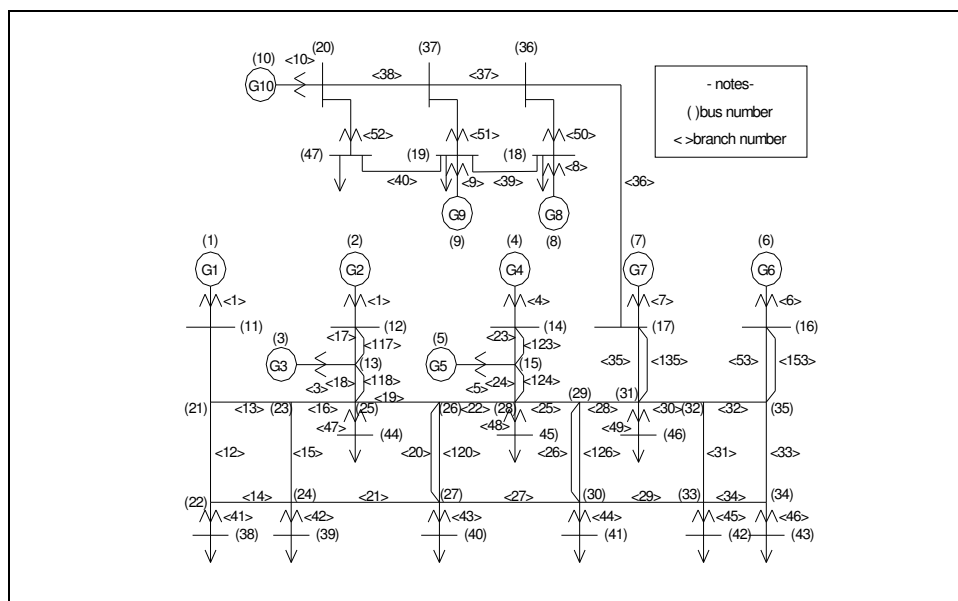 (20) (37) (36)
(10) <10>
G10 <38> <37>
- notes-
( )bus number
< >branch number
<52> <51> <50>
(47) (19) (18)
<40> <9> <39> <8>
<36>
G9 G8
(9) (8)
(1) (2) (4) (7) (6)
G1 G2 G4 G7 G6
<1> <1> <4> <7> <6>
(11) <17> (12) <23> (14) (17) (16)
(3) <117> (5) <123>
G3 (13) G5 (15) <35> <135> <53> <153>
<3> <18> <118> <5> <24> <124>
<19> (29) (31)
(21) <13> (23) <16> (25) (26) <22> (28) <25> <28> <30> (32) <32> (35)
<47> (44) <48> 45) <49> (46)
<12> <15> <20> <120> <26> <126> <31> <33>
(22) <14> (24) <21> (27) <27> (30) <29> (33) <34> (34)
<41> <42> <43> <44> <45> <46>
(38) (39) (40) (41) (42) (43)